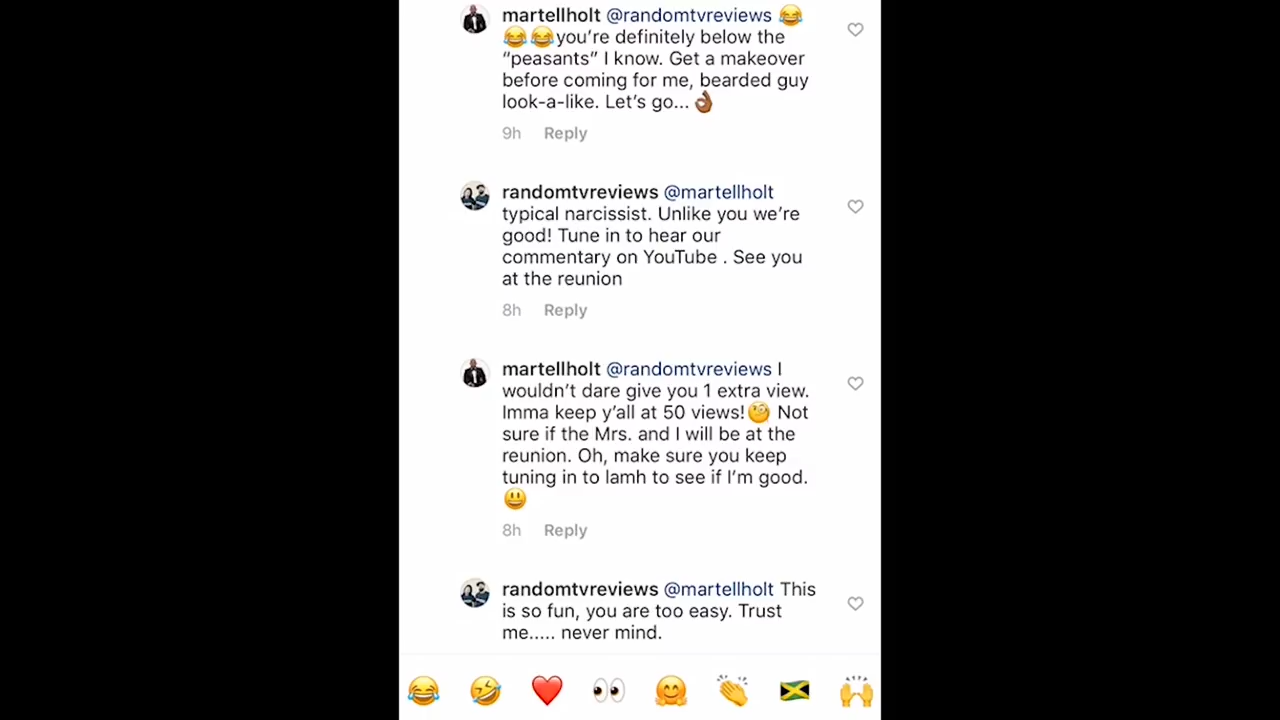 martellholt @randomtvreviews 😂
😂😂you're definitely below the
“peasants” I know. Get a makeover
before coming for me, bearded guy
look-a-like. Let's go... 👌🏾
9h Reply
randomtvreviews @martellholt
typical narcissist. Unlike you we're
good! Tune in to hear our
commentary on YouTube . See you
at the reunion
8h Reply
martellholt @randomtvreviews I
wouldn't dare give you 1 extra view.
Imma keep y'all at 50 views!🧐 Not
sure if the Mrs. and I will be at the
reunion. Oh, make sure you keep
tuning in to lamh to see if I'm good.
😃
8h Reply
randomtvreviews @martellholt This
is so fun, you are too easy. Trust
me..... never mind.